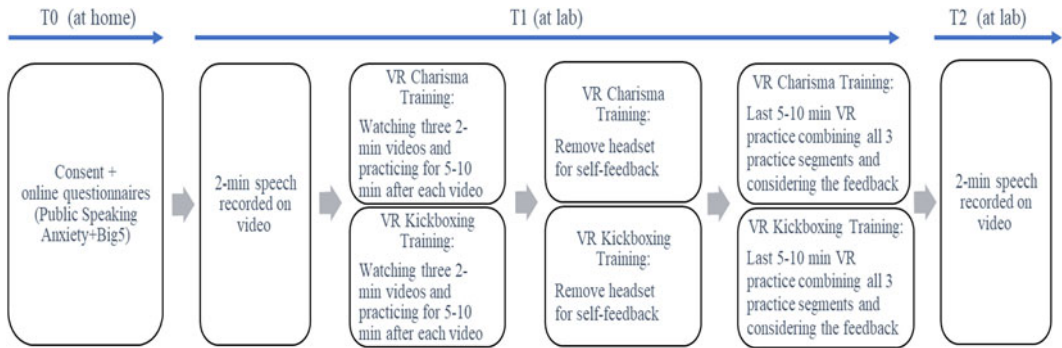 T0 (at home)
T1(at lab)
T2 (at lab)
Consent +
online questionnaires
(Public Speaking
Anxiety+Big5)
2-min speech
recorded on
video
VR Charisma
Training:
Watching three 2-
min videos and
practicing for 5-10
min after each video
VR Kickboxing
Training:
Watching three 2-
min videos and
practicing for 5-10
min after each video
VR Charisma
Training:
Remove headset
for self-feedback
VR Kickboxing
Training:
Remove headset
for self-feedback
VR Charisma Training:
Last 5-10 min VR
practice combining all 3
practice segments and
considering the feedback
VR Kickboxing Training:
Last 5-10 min VR
practice combining all 3
practice segments and
considering the feedback
2-min speech
recorded on
video